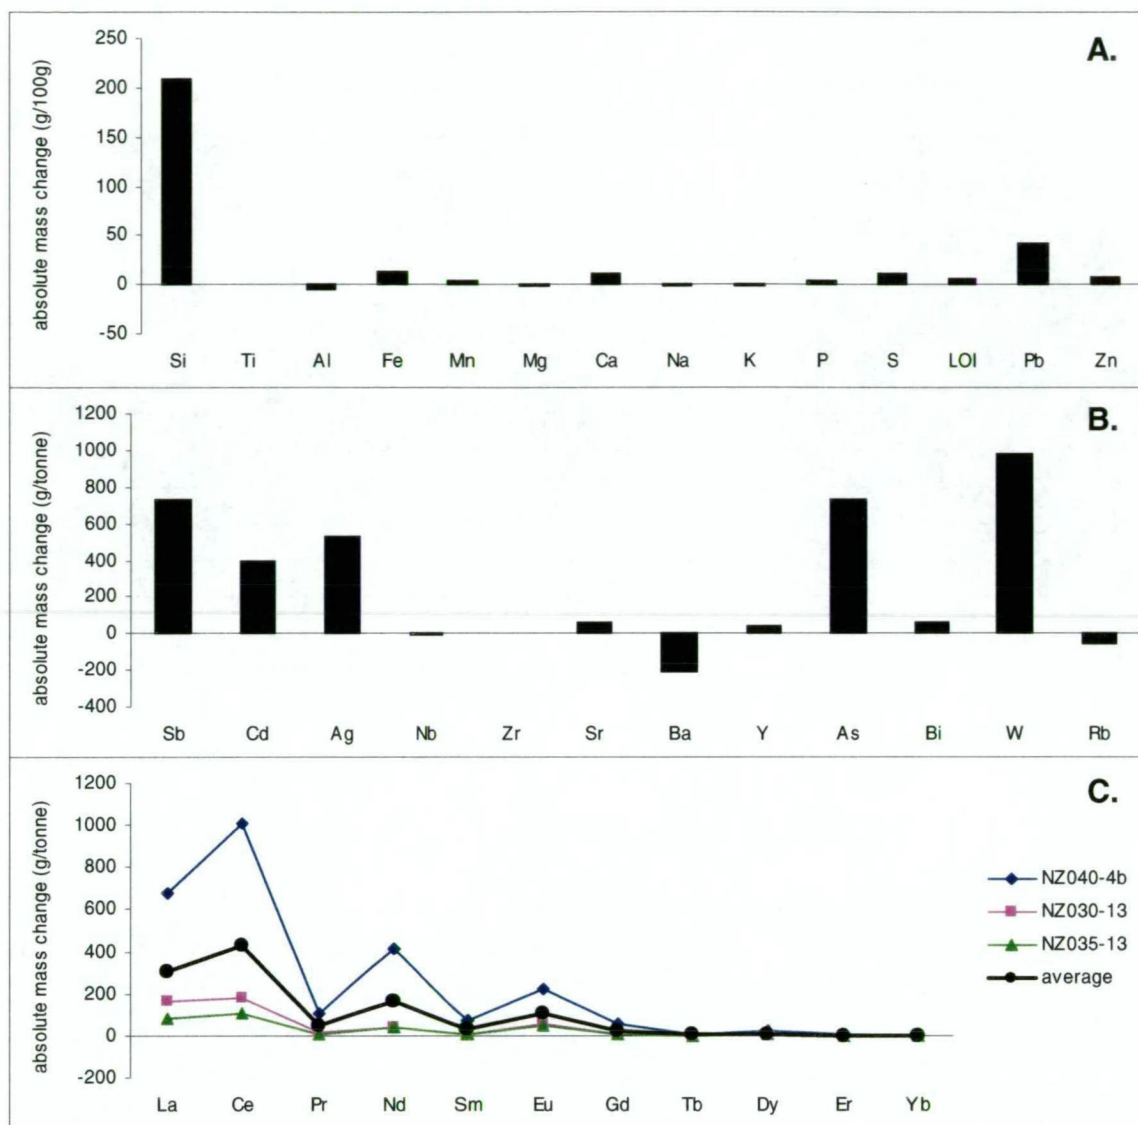 A.
absolute mass change (g/100g)
250
200
150
100
50
0
-50
Si Ti Al Fe Mn Mg Ca Na K P S LOI Pb Zn
B.
absolute mass change (g/tonne)
1200
1000
800
600
400
200
0
-200
-400
Sb Cd Ag Nb Zr Sr Ba Y As Bi W Rb
C.
absolute mass change (g/tonne)
1200
1000
800
600
400
200
0
-200
La Ce Pr Nd Sm Eu Gd Tb Dy Er Yb
NZ040-4b
NZ030-13
NZ035-13
average